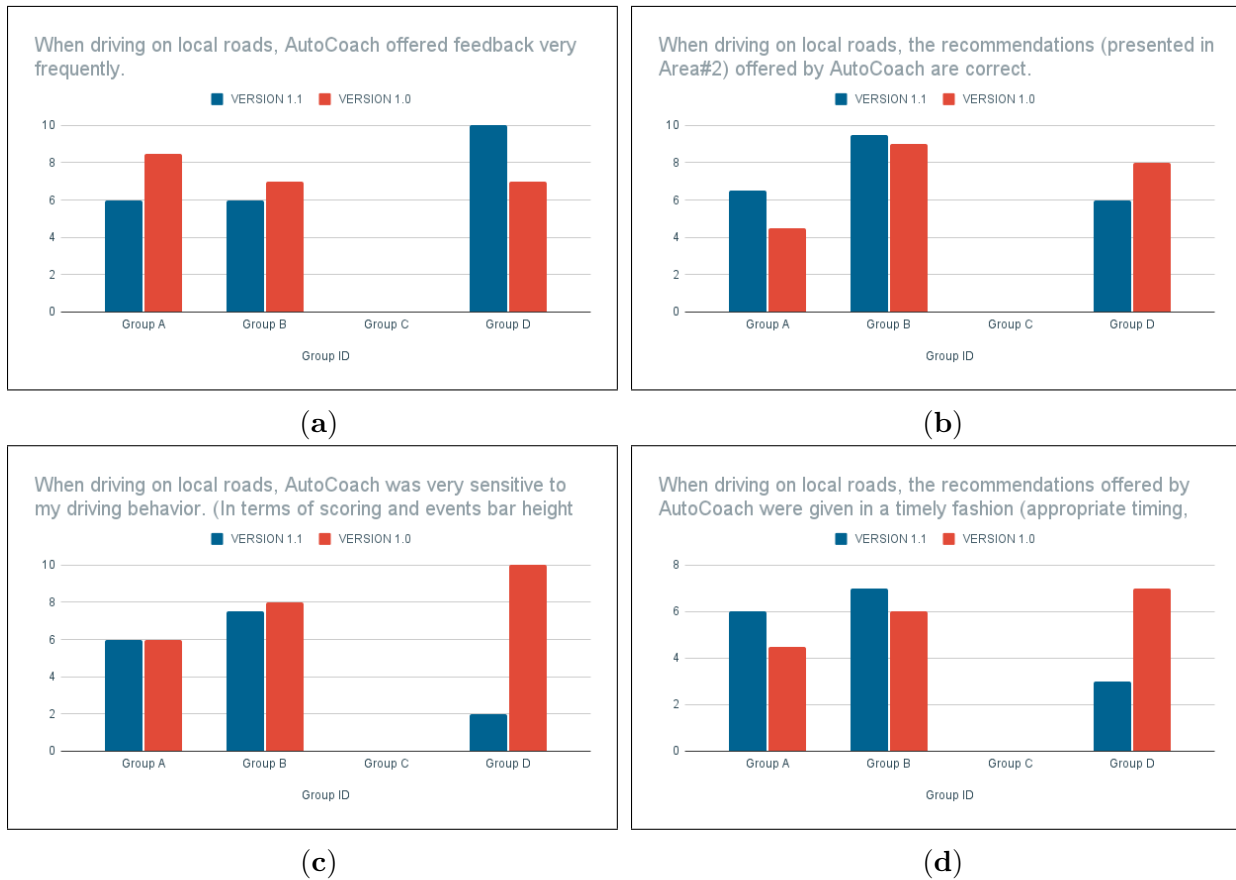 When driving on local roads, AutoCoach offered feedback very
frequently.
VERSION 1.1 VERSION 1.0
10
8
6
4
2
0
Group A Group B Group C Group D
Group ID
(a)
When driving on local roads, the recommendations (presented in
Area#2) offered by AutoCoach are correct.
VERSION 1.1 VERSION 1.0
10
8
6
4
2
0
Group A Group B Group C Group D
Group ID
(b)
When driving on local roads, AutoCoach was very sensitive to
my driving behavior. (In terms of scoring and events bar height
VERSION 1.1 VERSION 1.0
10
8
6
4
2
0
Group A Group B Group C Group D
Group ID
(c)
When driving on local roads, the recommendations offered by
AutoCoach were given in a timely fashion (appropriate timing,
VERSION 1.1 VERSION 1.0
8
6
4
2
0
Group A Group B Group C Group D
Group ID
(d)